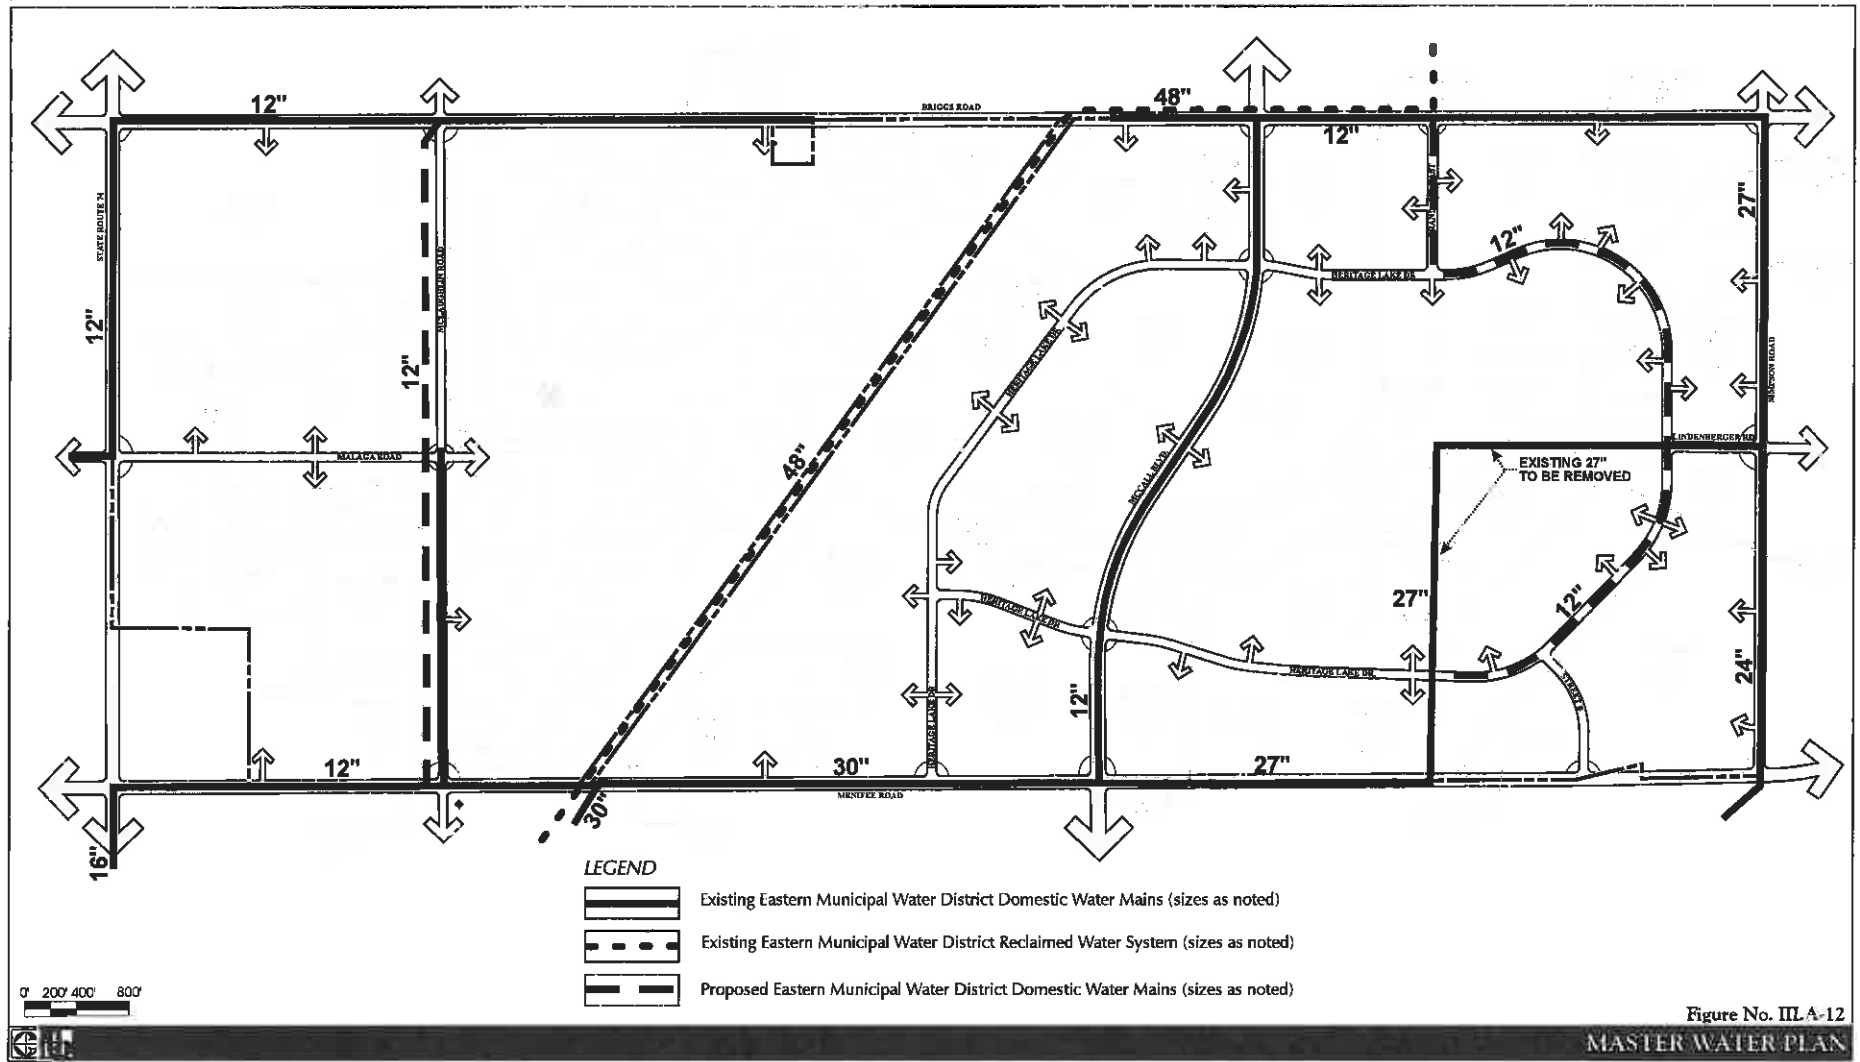 48"
12"
BRIGGS ROAD
12"
STATE ROUTE 74
27"
MCLAUGHLIN ROAD
12"
HERITAGE LAKE DR.
12"
12"
HERITAGE LAKE DR.
SIMPSON ROAD
LINDENBERGER RD.
MALAGA ROAD
48"
MCCALL BLVD.
EXISTING 27"
TO BE REMOVED
27"
12"
HERITAGE LAKE DR.
HERITAGE LAKE DR.
STREET B
24"
HERITAGE LAKE DR.
12"
12"
30"
27"
MENIFEE ROAD
30"
16"
LEGEND
Existing Eastern Municipal Water District Domestic Water Mains (sizes as noted)
Existing Eastern Municipal Water District Reclaimed Water System (sizes as noted)
Proposed Eastern Municipal Water District Domestic Water Mains (sizes as noted)
0' 200' 400' 800'
Figure No. III.A-12
MASTER WATER PLAN